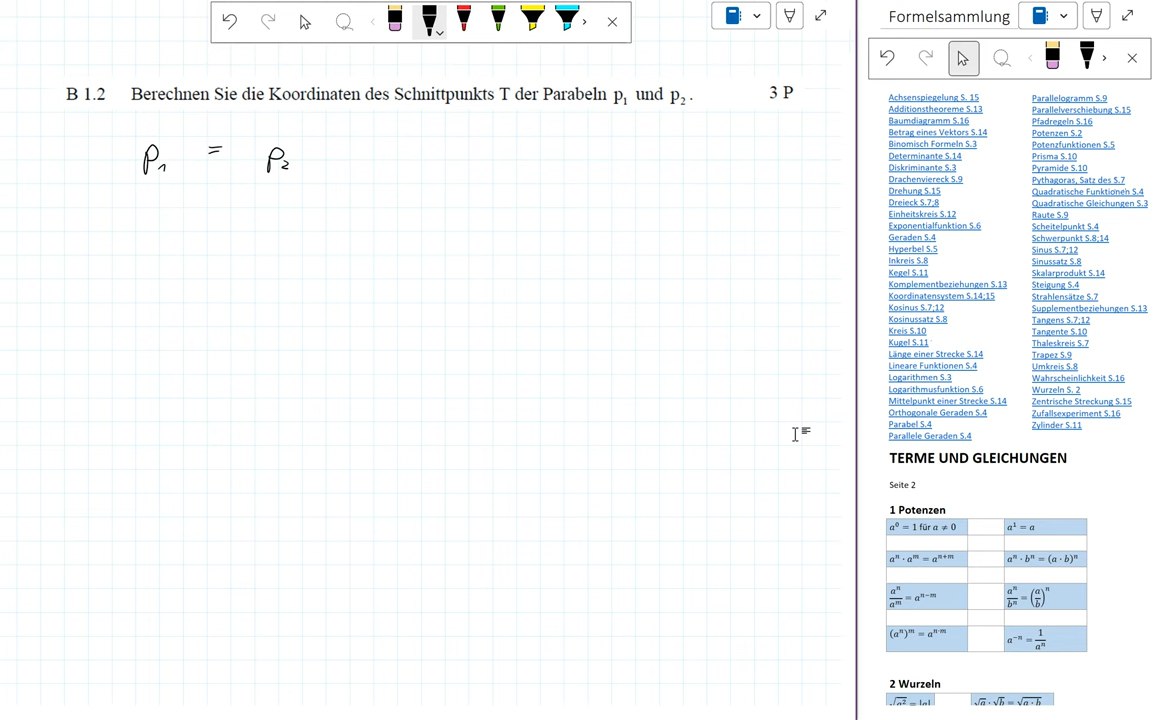 Formelsammlung
B 1.2 Berechnen Sie die Koordinaten des Schnittpunkts T der Parabeln p₁ und p₂. 3 P
p₁ = p₂
Achsenspiegelung S. 15
Additionstheoreme S.13
Baumdiagramm S.16
Betrag eines Vektors S.14
Binomisch Formeln S.3
Determinante S.14
Diskriminante S.3
Drachenviereck S.9
Drehung S.15
Dreieck S.7;8
Einheitskreis S.12
Exponentialfunktion S.6
Geraden S.4
Hyperbel S.5
Inkreis S.8
Kegel S.11
Komplementbeziehungen S.13
Koordinatensystem S.14;15
Kosinus S.7;12
Kosinussatz S.8
Kreis S.10
Kugel S.11
Länge einer Strecke S.14
Lineare Funktionen S.4
Logarithmen S.3
Logarithmusfunktion S.6
Mittelpunkt einer Strecke S.14
Orthogonale Geraden S.4
Parabel S.4
Parallele Geraden S.4
Parallelogramm S.9
Parallelverschiebung S.15
Pfadregeln S.16
Potenzen S.2
Potenzfunktionen S.5
Prisma S.10
Pyramide S.10
Pythagoras, Satz des S.7
Quadratische Funktionen S.4
Quadratische Gleichungen S.3
Raute S.9
Scheitelpunkt S.4
Schwerpunkt S.8;14
Sinus S.7;12
Sinussatz S.8
Skalarprodukt S.14
Steigung S.4
Strahlensätze S.7
Supplementbeziehungen S.13
Tangens S.7;12
Tangente S.10
Thaleskreis S.7
Trapez S.9
Umkreis S.8
Wahrscheinlichkeit S.16
Wurzeln S. 2
Zentrische Streckung S.15
Zufallsexperiment S.16
Zylinder S.11
TERME UND GLEICHUNGEN
Seite 2
1 Potenzen
a⁰ = 1 für a ≠ 0 a¹ = a
aⁿ · aᵐ = aⁿ⁺ᵐ aⁿ · bⁿ = (a · b)ⁿ
aⁿ/aᵐ = aⁿ⁻ᵐ aⁿ/bⁿ = (a/b)ⁿ
(aⁿ)ᵐ = aⁿ·ᵐ a⁻ⁿ = 1/aⁿ
2 Wurzeln
√a² = |a| √a · √b = √a · b